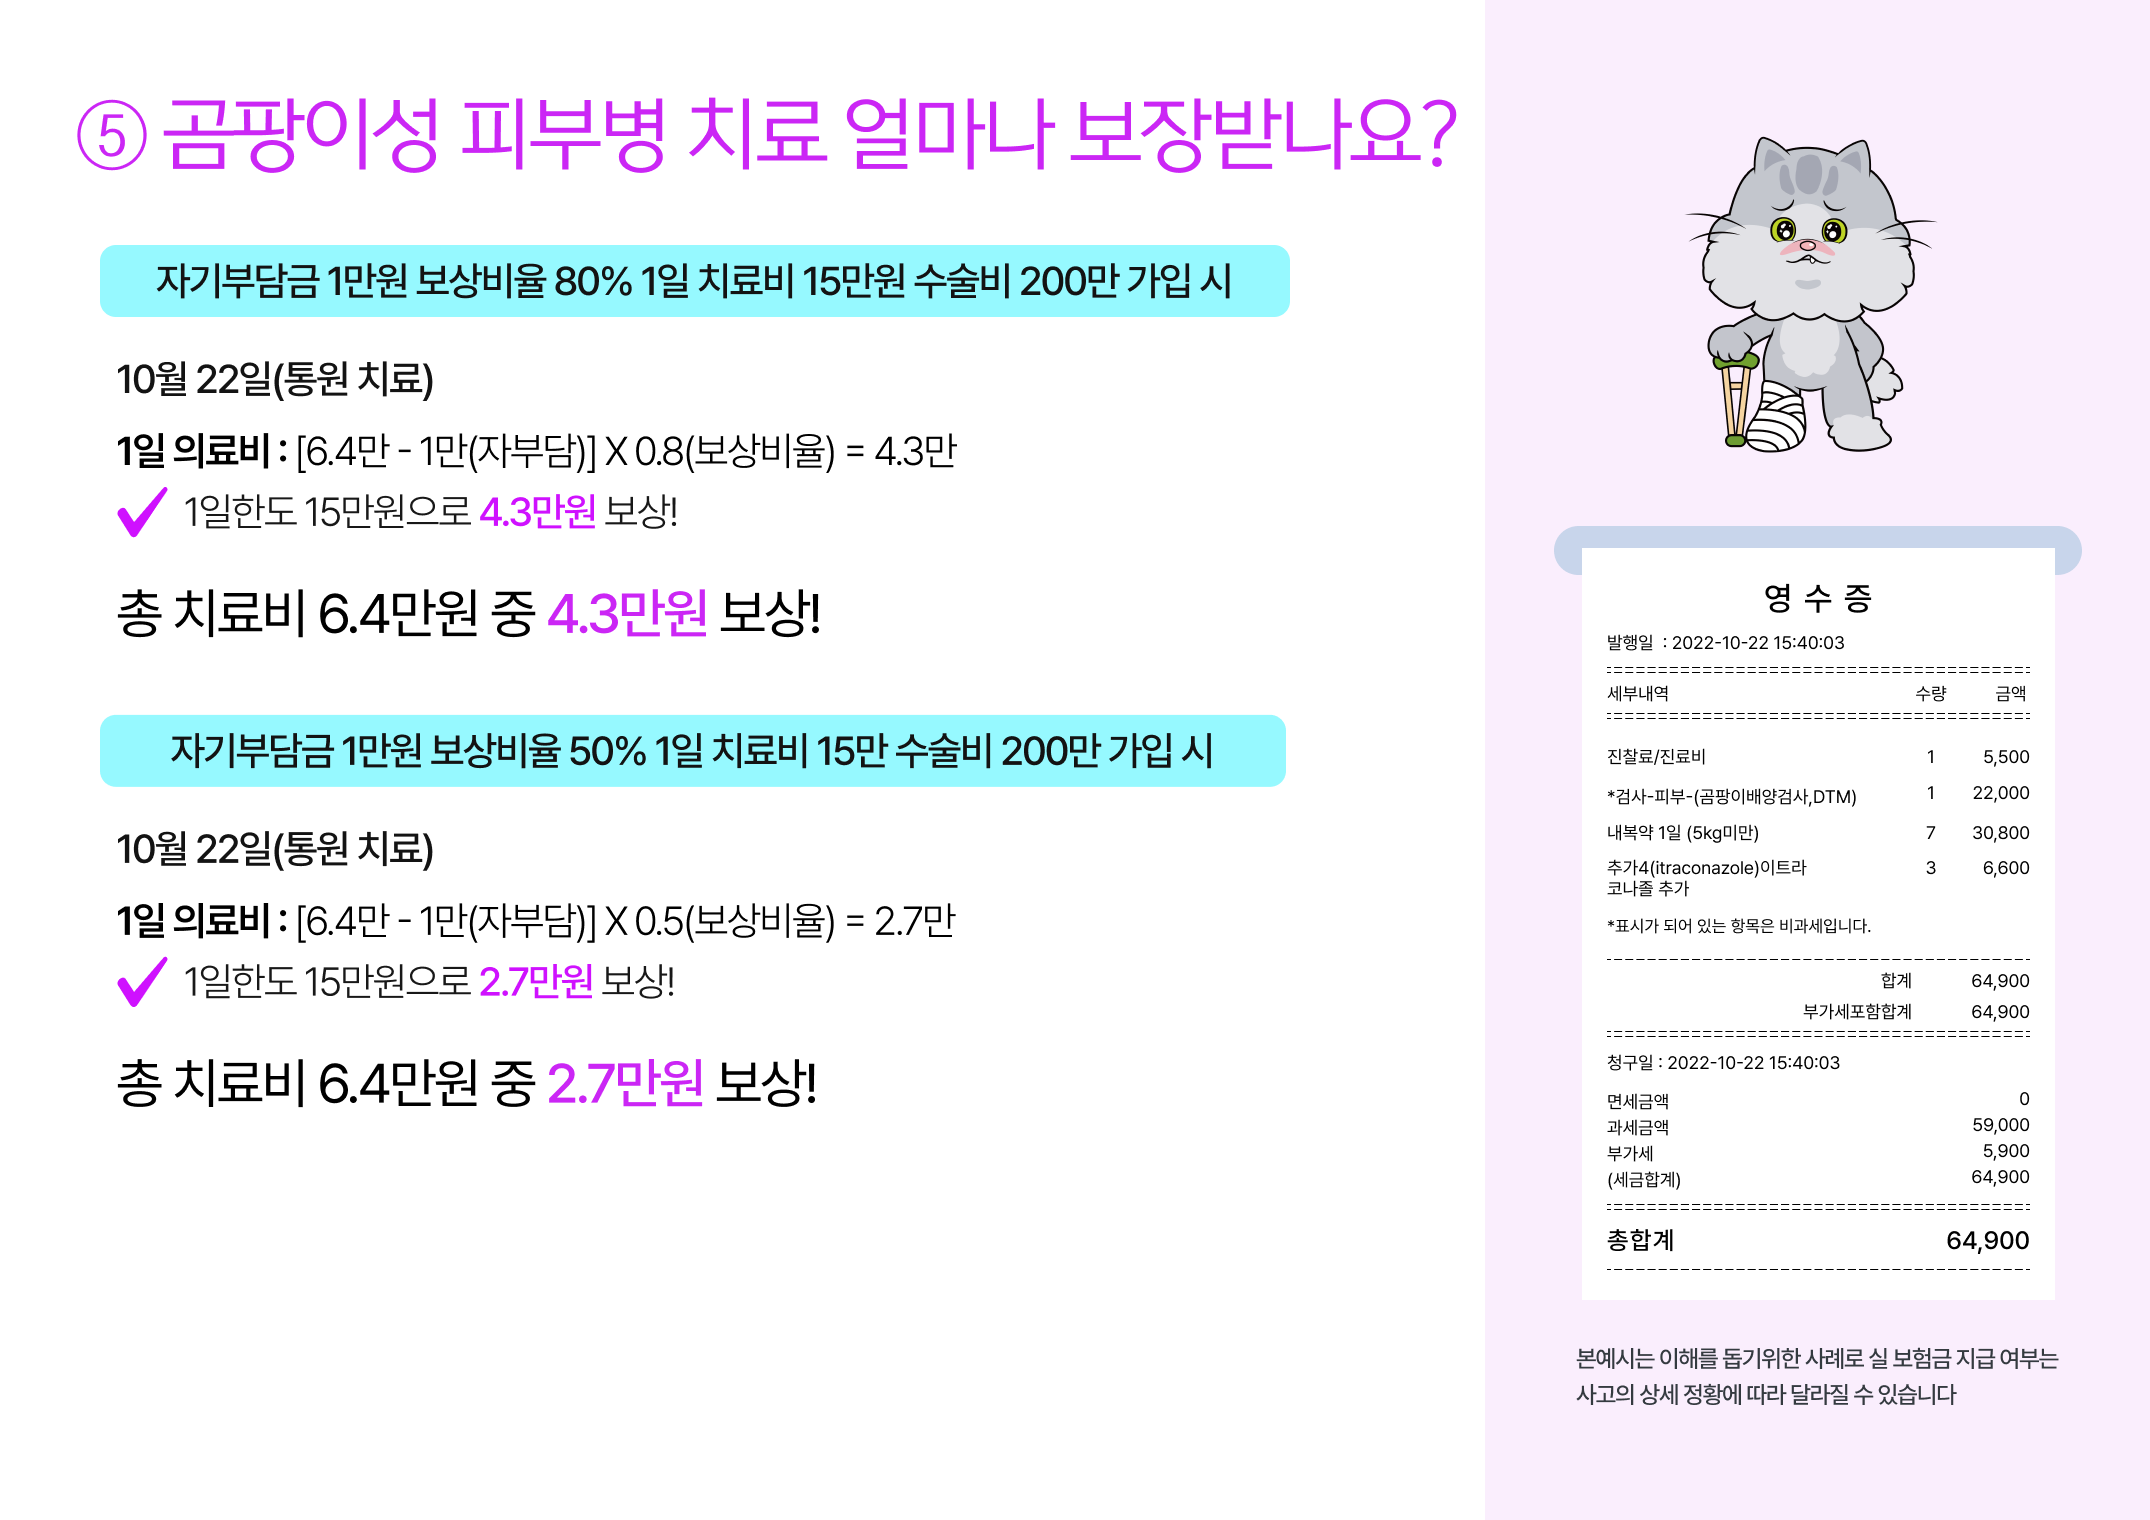 ⑤ 곰팡이성 피부병 치료 얼마나 보장받나요?
자기부담금 1만원 보상비율 80% 1일 치료비 15만원 수술비 200만 가입 시
10월 22일(통원 치료)
1일 의료비 : [6.4만 - 1만(자부담)] X 0.8(보상비율) = 4.3만
1일한도 15만원으로 4.3만원 보상!
총 치료비 6.4만원 중 4.3만원 보상!
자기부담금 1만원 보상비율 50% 1일 치료비 15만 수술비 200만 가입 시
10월 22일(통원 치료)
1일 의료비 : [6.4만 - 1만(자부담)] X 0.5(보상비율) = 2.7만
1일한도 15만원으로 2.7만원 보상!
총 치료비 6.4만원 중 2.7만원 보상!
영 수 증
발행일 : 2022-10-22 15:40:03
세부내역 수량 금액
진찰료/진료비 1 5,500
*검사-피부-(곰팡이배양검사,DTM) 1 22,000
내복약 1일 (5kg미만) 7 30,800
추가4(itraconazole)이트라 3 6,600
코나졸 추가
*표시가 되어 있는 항목은 비과세입니다.
합계 64,900
부가세포함합계 64,900
청구일 : 2022-10-22 15:40:03
면세금액 0
과세금액 59,000
부가세 5,900
(세금합계) 64,900
총합계 64,900
본예시는 이해를 돕기위한 사례로 실 보험금 지급 여부는
사고의 상세 정황에 따라 달라질 수 있습니다